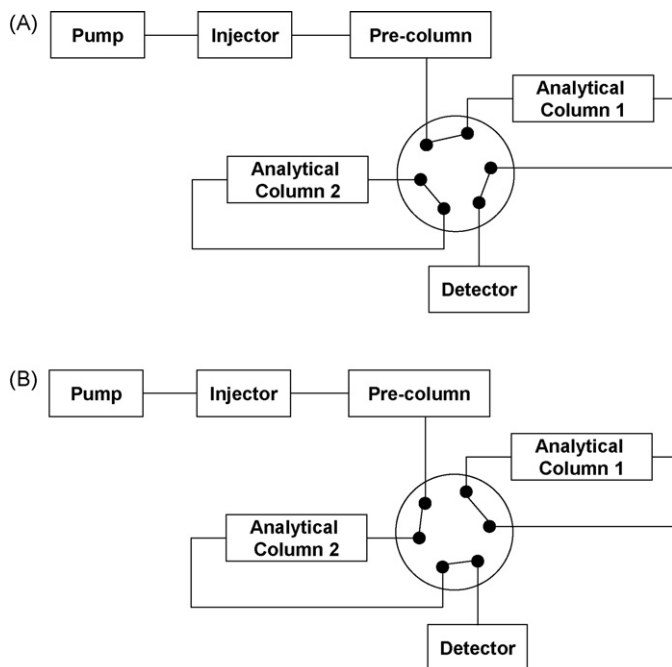 (A)
Pump
Injector
Pre-column
Analytical
Column 1
Analytical
Column 2
Detector
(B)
Pump
Injector
Pre-column
Analytical
Column 1
Analytical
Column 2
Detector